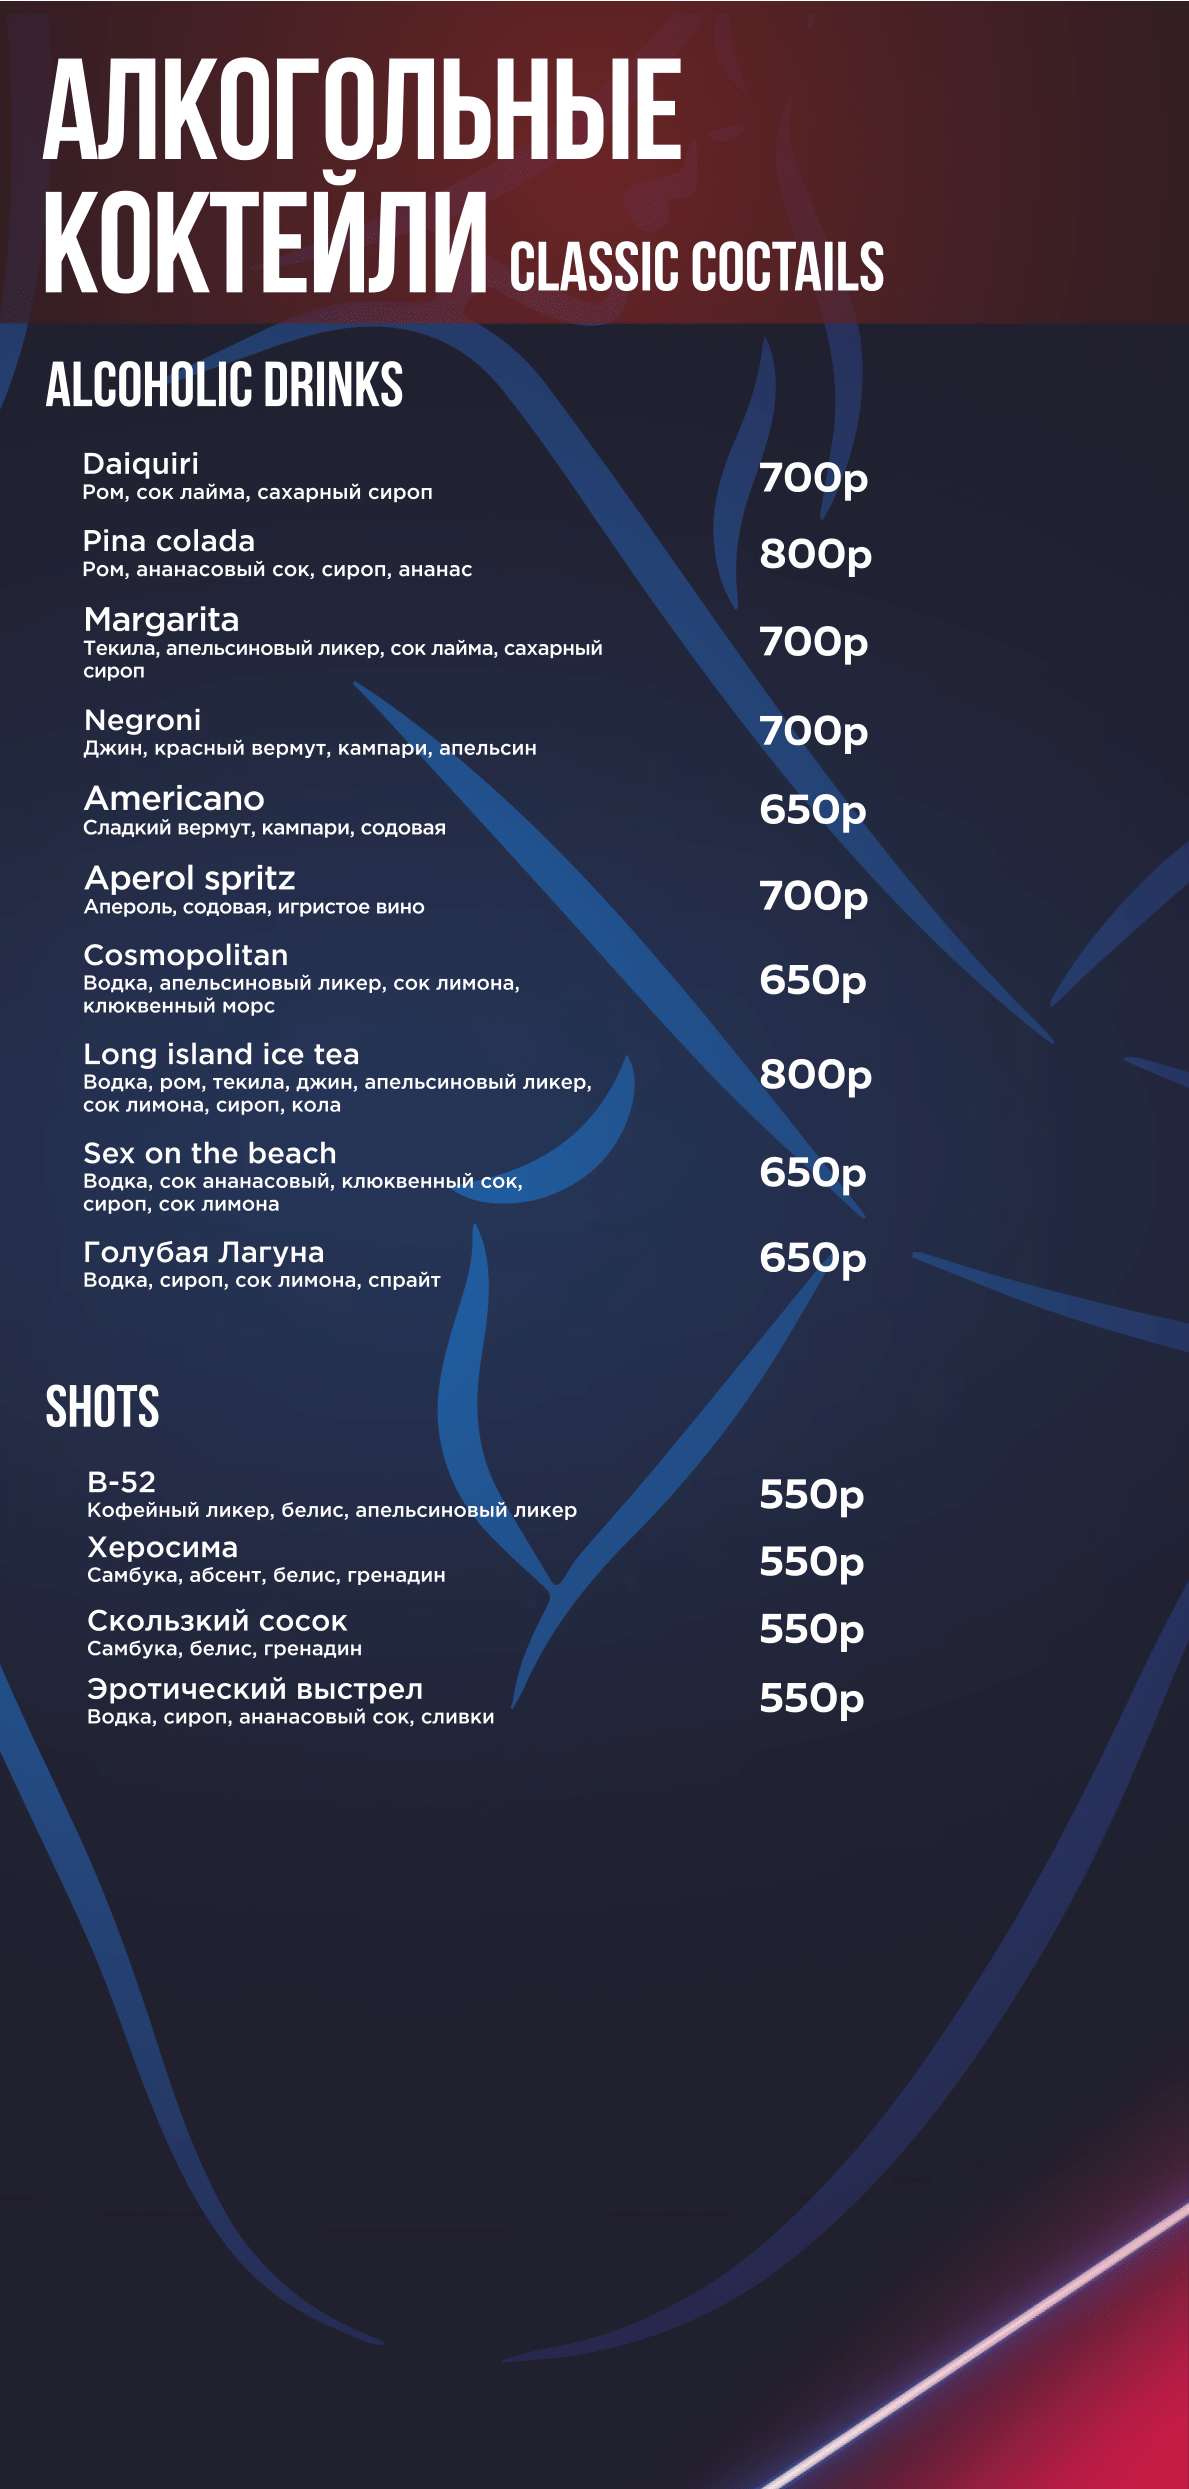 АЛКОГОЛЬНЫЕ
КОКТЕЙЛИ CLASSIC COCTAILS
ALCOHOLIC DRINKS
Daiquiri
Ром, сок лайма, сахарный сироп
700р
Pina colada
Ром, ананасовый сок, сироп, ананас
800р
Margarita
Текила, апельсиновый ликер, сок лайма, сахарный
сироп
700р
Negroni
Джин, красный вермут, кампари, апельсин
700р
Americano
Сладкий вермут, кампари, содовая
650р
Aperol spritz
Апероль, содовая, игристое вино
700р
Cosmopolitan
Водка, апельсиновый ликер, сок лимона,
клюквенный морс
650р
Long island ice tea
Водка, ром, текила, джин, апельсиновый ликер,
сок лимона, сироп, кола
800р
Sex on the beach
Водка, сок ананасовый, клюквенный сок,
сироп, сок лимона
650р
Голубая Лагуна
Водка, сироп, сок лимона, спрайт
650р
SHOTS
B-52
Кофейный ликер, белис, апельсиновый ликер
550р
Херосима
Самбука, абсент, белис, гренадин
550р
Скользкий сосок
Самбука, белис, гренадин
550р
Эротический выстрел
Водка, сироп, ананасовый сок, сливки
550р